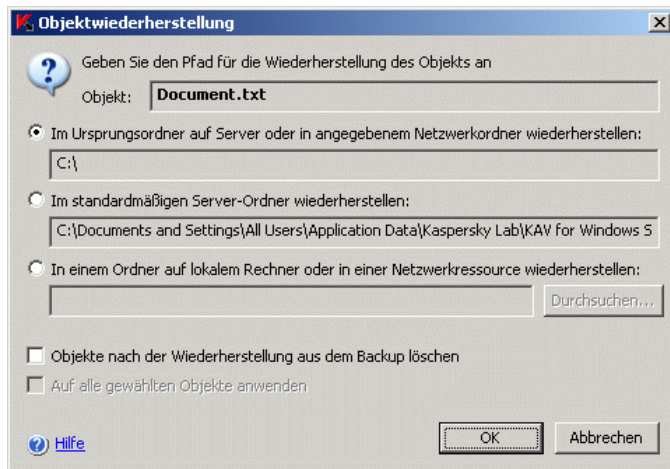 Objektwiederherstellung
Geben Sie den Pfad für die Wiederherstellung des Objekts an
Objekt: Document.txt
Im Ursprungsordner auf Server oder in angegebenem Netzwerkordner wiederherstellen:
C:\
Im standardmäßigen Server-Ordner wiederherstellen:
C:\Documents and Settings\All Users\Application Data\Kaspersky Lab\KAV for Windows S
In einem Ordner auf lokalem Rechner oder in einer Netzwerkressource wiederherstellen:
Durchsuchen...
Objekte nach der Wiederherstellung aus dem Backup löschen
Auf alle gewählten Objekte anwenden
Hilfe OK Abbrechen